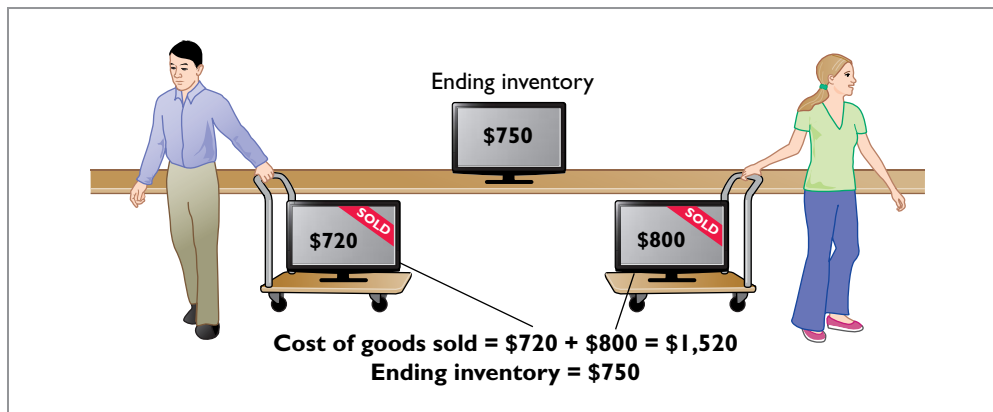 Ending inventory
$750
SOLD
$720
SOLD
$800
Cost of goods sold = $720 + $800 = $1,520
Ending inventory = $750